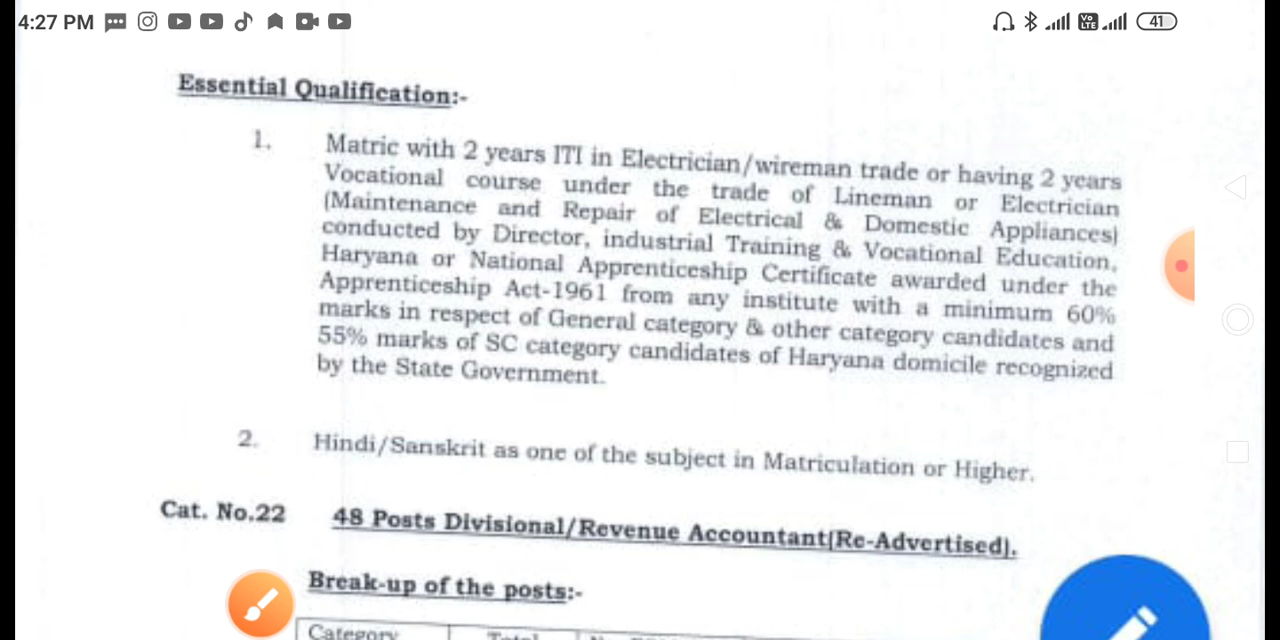 4:27 PM
Vo LTE
41
Essential Qualification:-
1. Matric with 2 years ITI in Electrician/wireman trade or having 2 years
Vocational course under the trade of Lineman or Electrician
(Maintenance and Repair of Electrical & Domestic Appliances)
conducted by Director, industrial Training & Vocational Education,
Haryana or National Apprenticeship Certificate awarded under the
Apprenticeship Act-1961 from any institute with a minimum 60%
marks in respect of General category & other category candidates and
55% marks of SC category candidates of Haryana domicile recognized
by the State Government.
2. Hindi/Sanskrit as one of the subject in Matriculation or Higher.
Cat. No.22 48 Posts Divisional/Revenue Accountant(Re-Advertised).
Break-up of the posts:-
Category Total